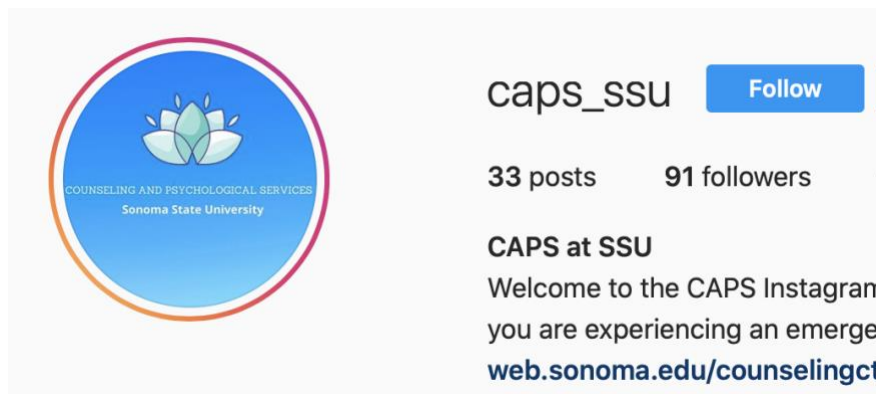 caps_ssu Follow
33 posts 91 followers
COUNSELING AND PSYCHOLOGICAL SERVICES
Sonoma State University
CAPS at SSU
Welcome to the CAPS Instagram
you are experiencing an emerge
web.sonoma.edu/counselingct